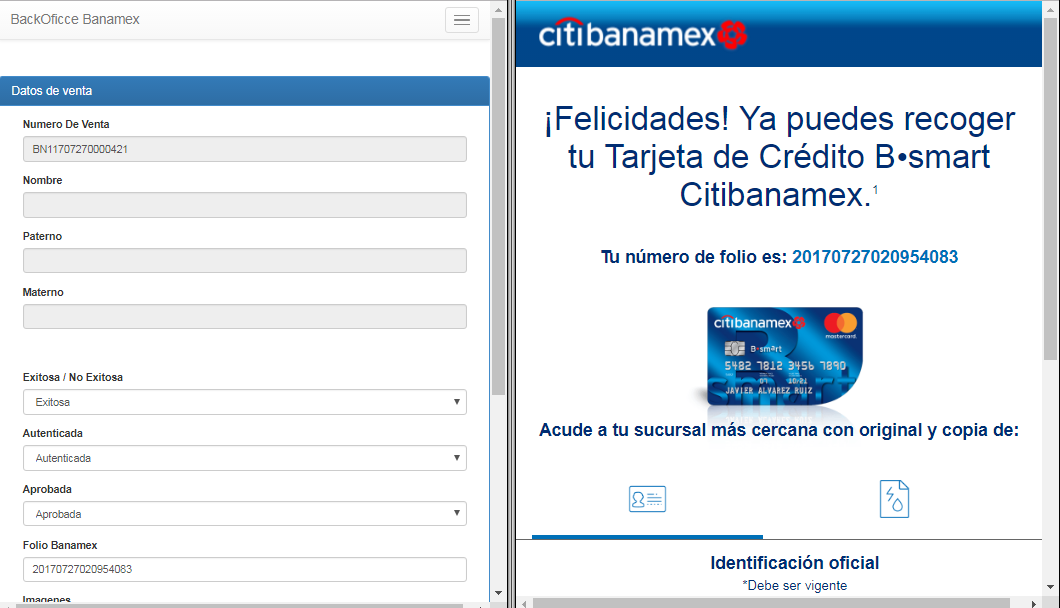 BackOficce Banamex
Datos de venta
Numero De Venta
BN11707270000421
Nombre
Paterno
Materno
Exitosa / No Exitosa
Exitosa
Autenticada
Autenticada
Aprobada
Aprobada
Folio Banamex
20170727020954083
Imagenes
citibanamex
¡Felicidades! Ya puedes recoger
tu Tarjeta de Crédito B•smart
Citibanamex.1
Tu número de folio es: 20170727020954083
citibanamex
mastercard.
B•smart
5482 7812 3456 7890
07 10/21
JAVIER ALVAREZ RUIZ
Acude a tu sucursal más cercana con original y copia de:
Identificación oficial
*Debe ser vigente